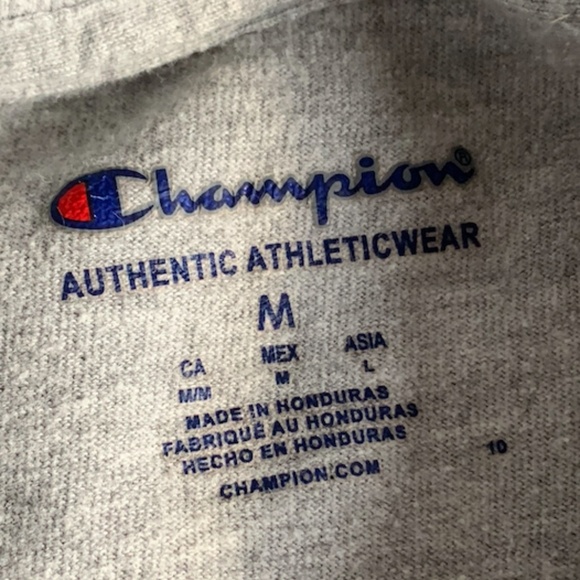 Champion®
AUTHENTIC ATHLETICWEAR
M
CA MEX ASIA
M/M M L
MADE IN HONDURAS
FABRIQUÉ AU HONDURAS
HECHO EN HONDURAS
10
CHAMPION.COM